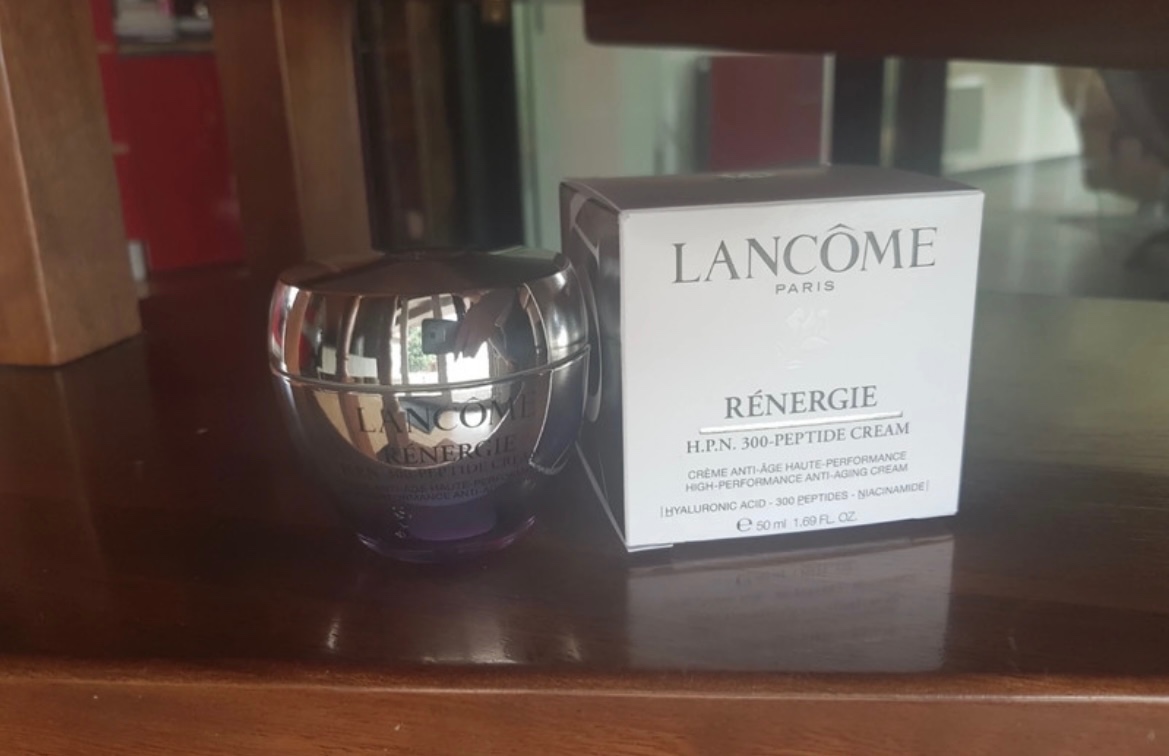 LANCÔME
RÉNERGIE
LANCÔME
PARIS
RÉNERGIE
H.P.N. 300-PEPTIDE CREAM
CRÈME ANTI-ÂGE HAUTE-PERFORMANCE
HIGH-PERFORMANCE ANTI-AGING CREAM
HYALURONIC ACID - 300 PEPTIDES - NIACINAMIDE
℮ 50 ml 1.69 FL. OZ.